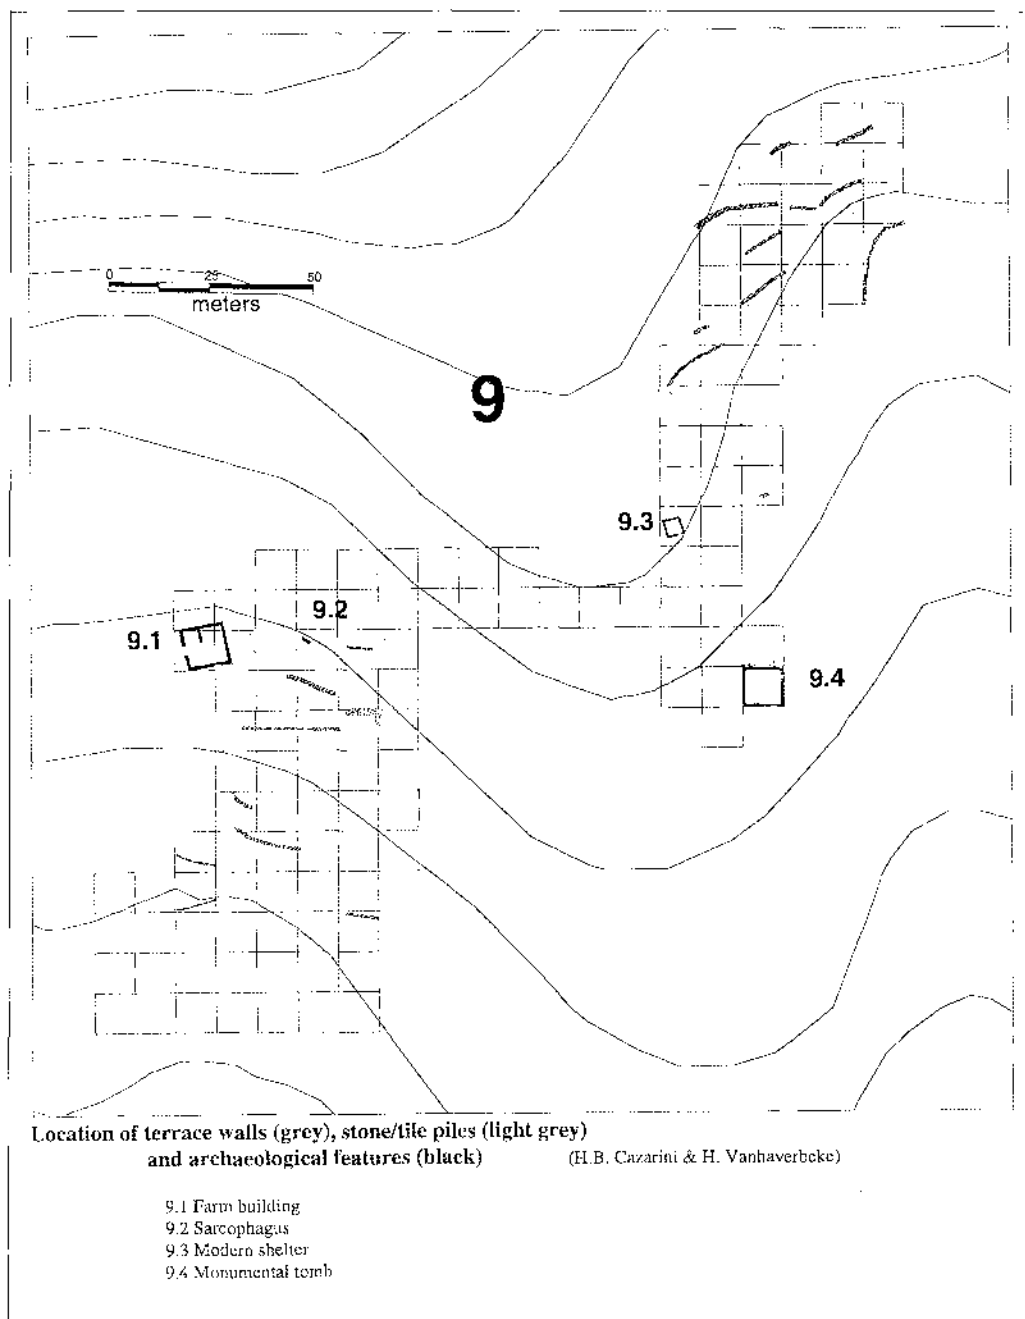 0 25 50
meters
9
9.3
9.2
9.1
9.4
Location of terrace walls (grey), stone/tile piles (light grey)
and archaeological features (black) (H.B. Cazarini & H. Vanhaverbeke)
9.1 Farm building
9.2 Sarcophagus
9.3 Modern shelter
9.4 Monumental tomb